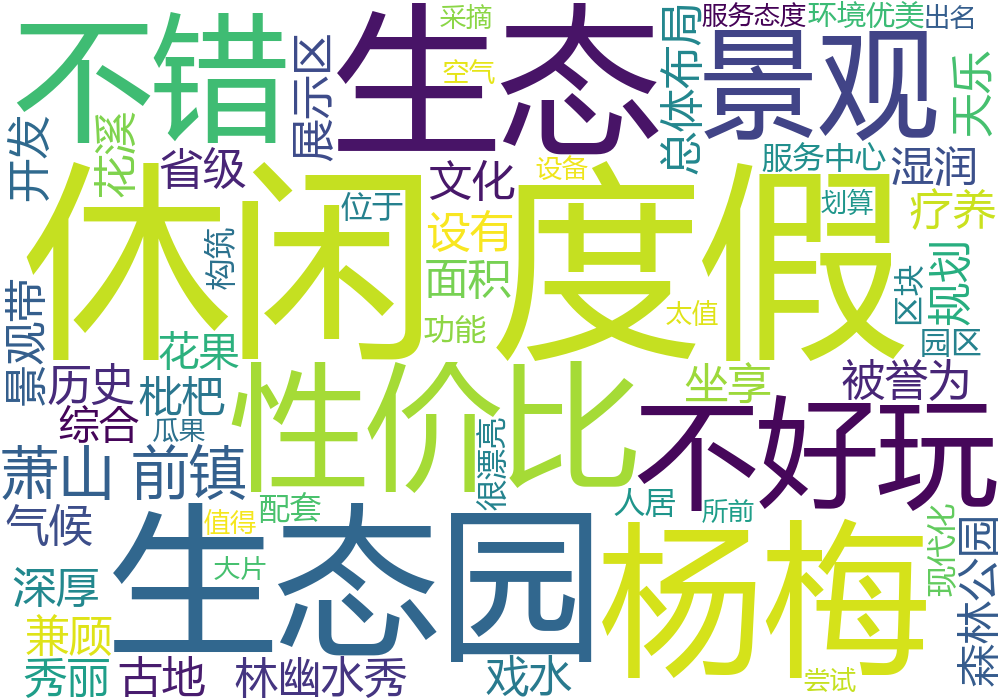 采摘
服务态度
环境优美
出名
不错
生态
景观
展示区
总体布局
空气
天乐
开发
花溪
省级
文化
设备
服务中心
湿润
休闲度假
位于
划算
疗养
设有
构筑
面积
规划
区块
景观带
功能
太值
园区
花果
历史
枇杷
性价比
坐享
被誉为
综合
瓜果
很漂亮
不好玩
萧山
前镇
气候
值得
配套
人居
所前
生态园
杨梅
现代化
森林公园
大片
深厚
兼顾
秀丽
古地
林幽水秀
戏水
尝试